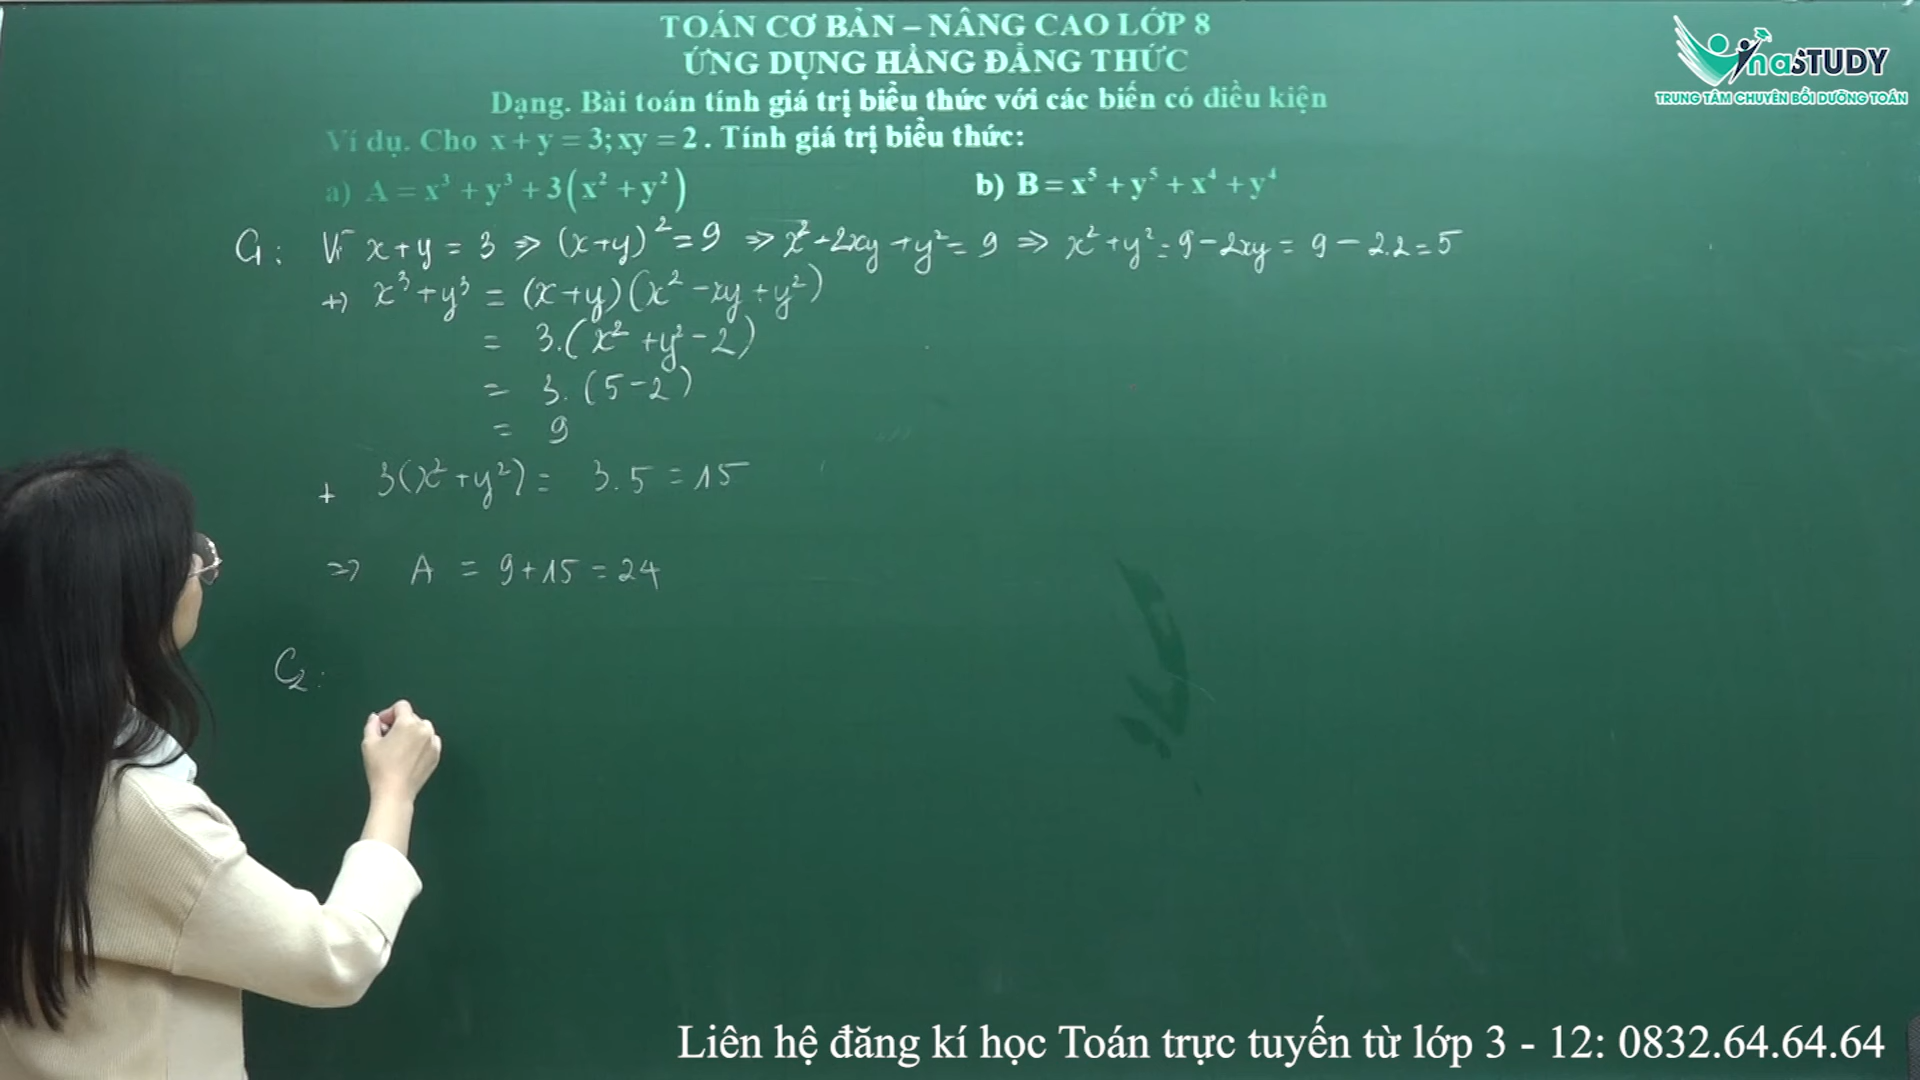 TOÁN CƠ BẢN – NÂNG CAO LỚP 8
ỨNG DỤNG HẰNG ĐẲNG THỨC
Dạng. Bài toán tính giá trị biểu thức với các biến có điều kiện
Ví dụ. Cho x + y = 3; xy = 2. Tính giá trị biểu thức:
a) A = x³ + y³ + 3(x² + y²)
b) B = x⁵ + y⁵ + x⁴ + y⁴
VinaSTUDY
TRUNG TÂM CHUYÊN BỒI DƯỠNG TOÁN
C₁: Vì x+y = 3 => (x+y)² = 9 => x²+2xy+y² = 9 => x²+y² = 9-2xy = 9-2.2 = 5
+) x³+y³ = (x+y)(x²-xy+y²)
= 3.(x²+y²-2)
= 3.(5-2)
= 9
+ 3(x²+y²) = 3.5 = 15
=> A = 9+15 = 24
C₂:
Liên hệ đăng kí học Toán trực tuyến từ lớp 3 - 12: 0832.64.64.64